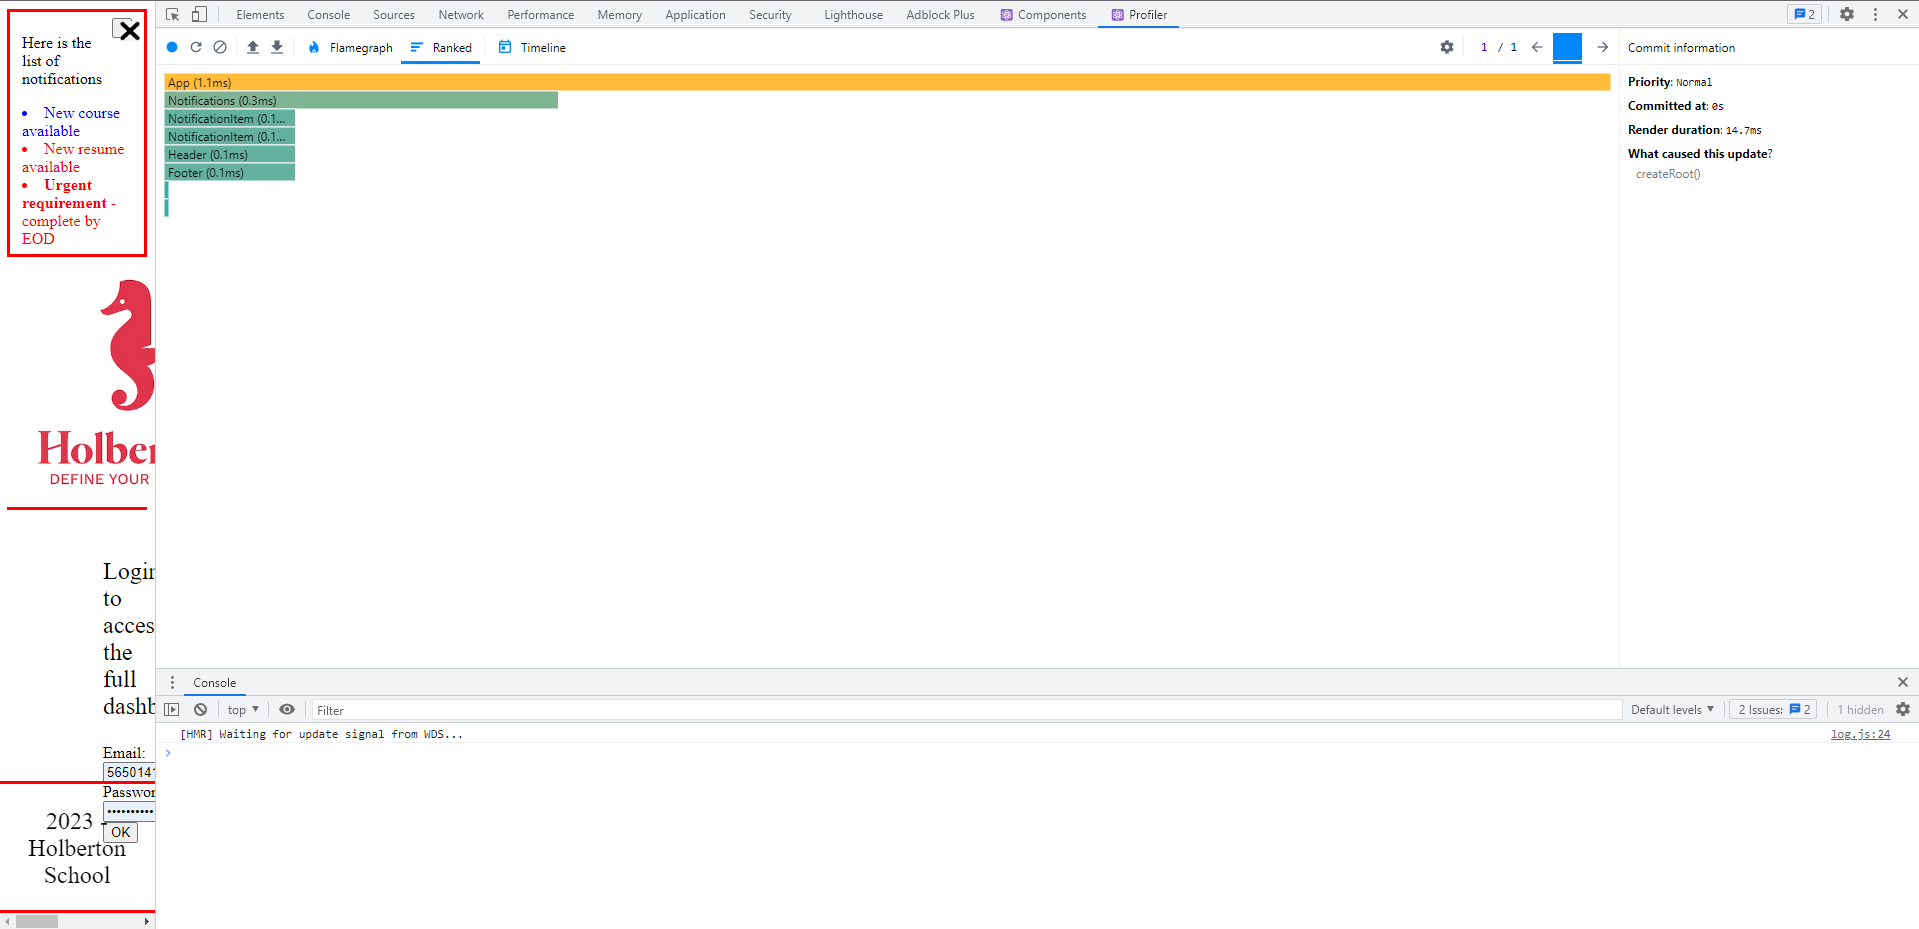 Elements Console Sources Network Performance Memory Application Security Lighthouse Adblock Plus Components Profiler 2
Flamegraph Ranked Timeline 1 / 1 Commit information
App (1.1ms)
Notifications (0.3ms)
NotificationItem (0.1...
NotificationItem (0.1...
Header (0.1ms)
Footer (0.1ms)
Priority: Normal
Committed at: 0s
Render duration: 14.7ms
What caused this update?
createRoot()
Here is the
list of
notifications
• New course
available
• New resume
available
• Urgent
requirement -
complete by
EOD
Holber
DEFINE YOUR
Login
to
acces
the
full
dashb
Email:
565014
Passwor
••••••••••
OK
2023 -
Holberton
School
Console
top Filter Default levels 2 Issues: 2 1 hidden
[HMR] Waiting for update signal from WDS... log.js:24